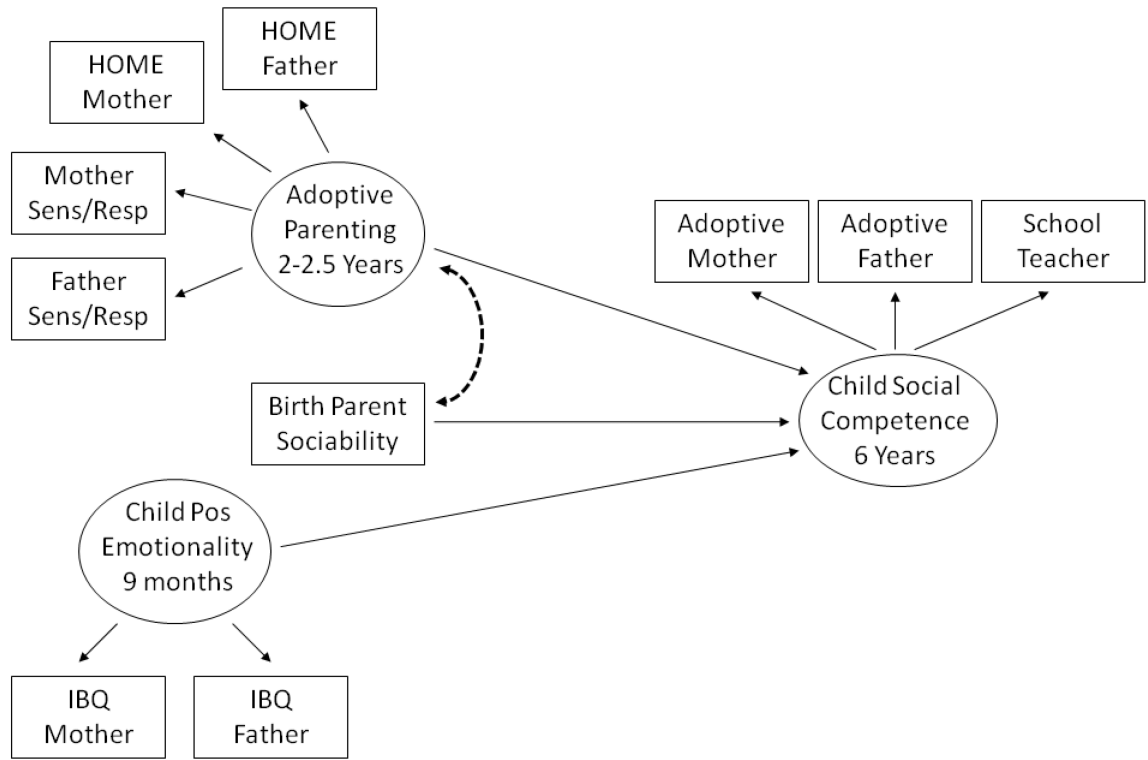 HOME
Father
HOME
Mother
Mother
Sens/Resp
Adoptive
Parenting
2-2.5 Years
Father
Sens/Resp
Adoptive
Mother
Adoptive
Father
School
Teacher
Birth Parent
Sociability
Child Social
Competence
6 Years
Child Pos
Emotionality
9 months
IBQ
Mother
IBQ
Father